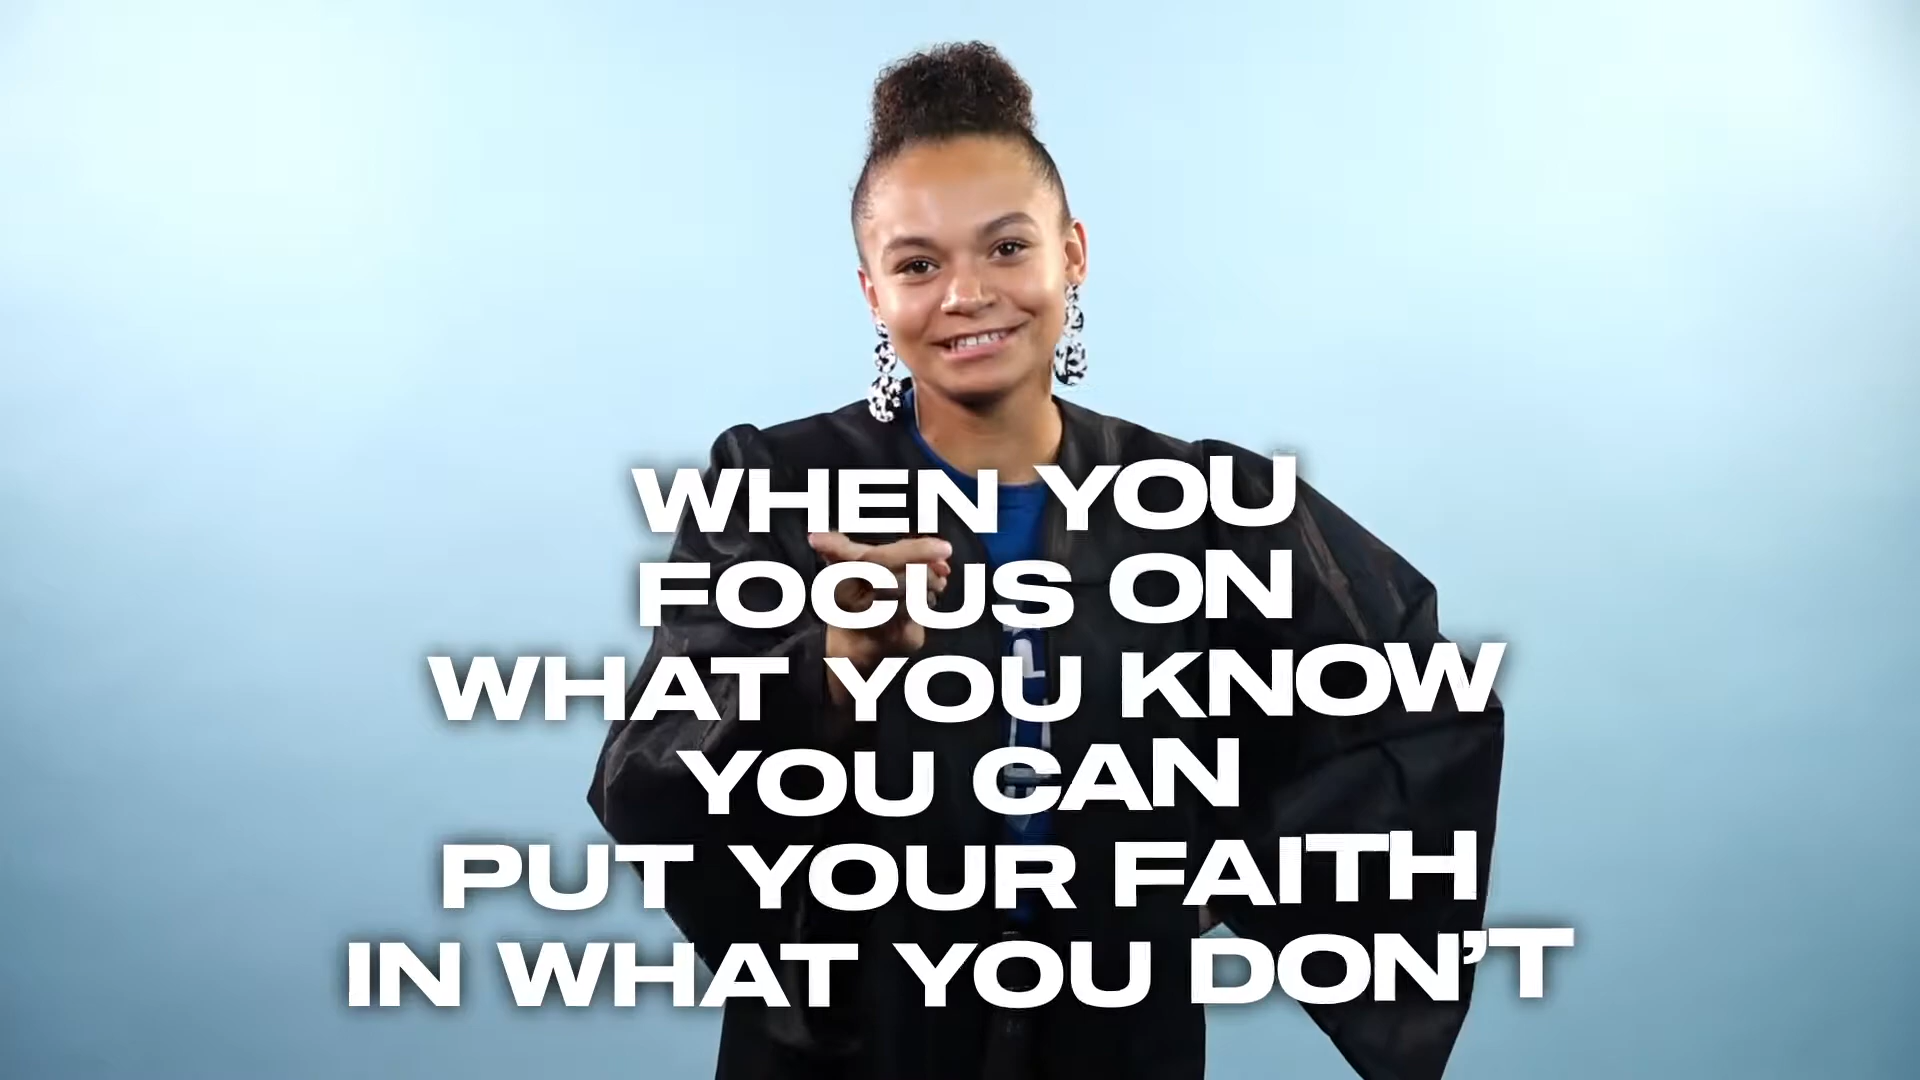 WHEN YOU
FOCUS ON
WHAT YOU KNOW
YOU CAN
PUT YOUR FAITH
IN WHAT YOU DON'T